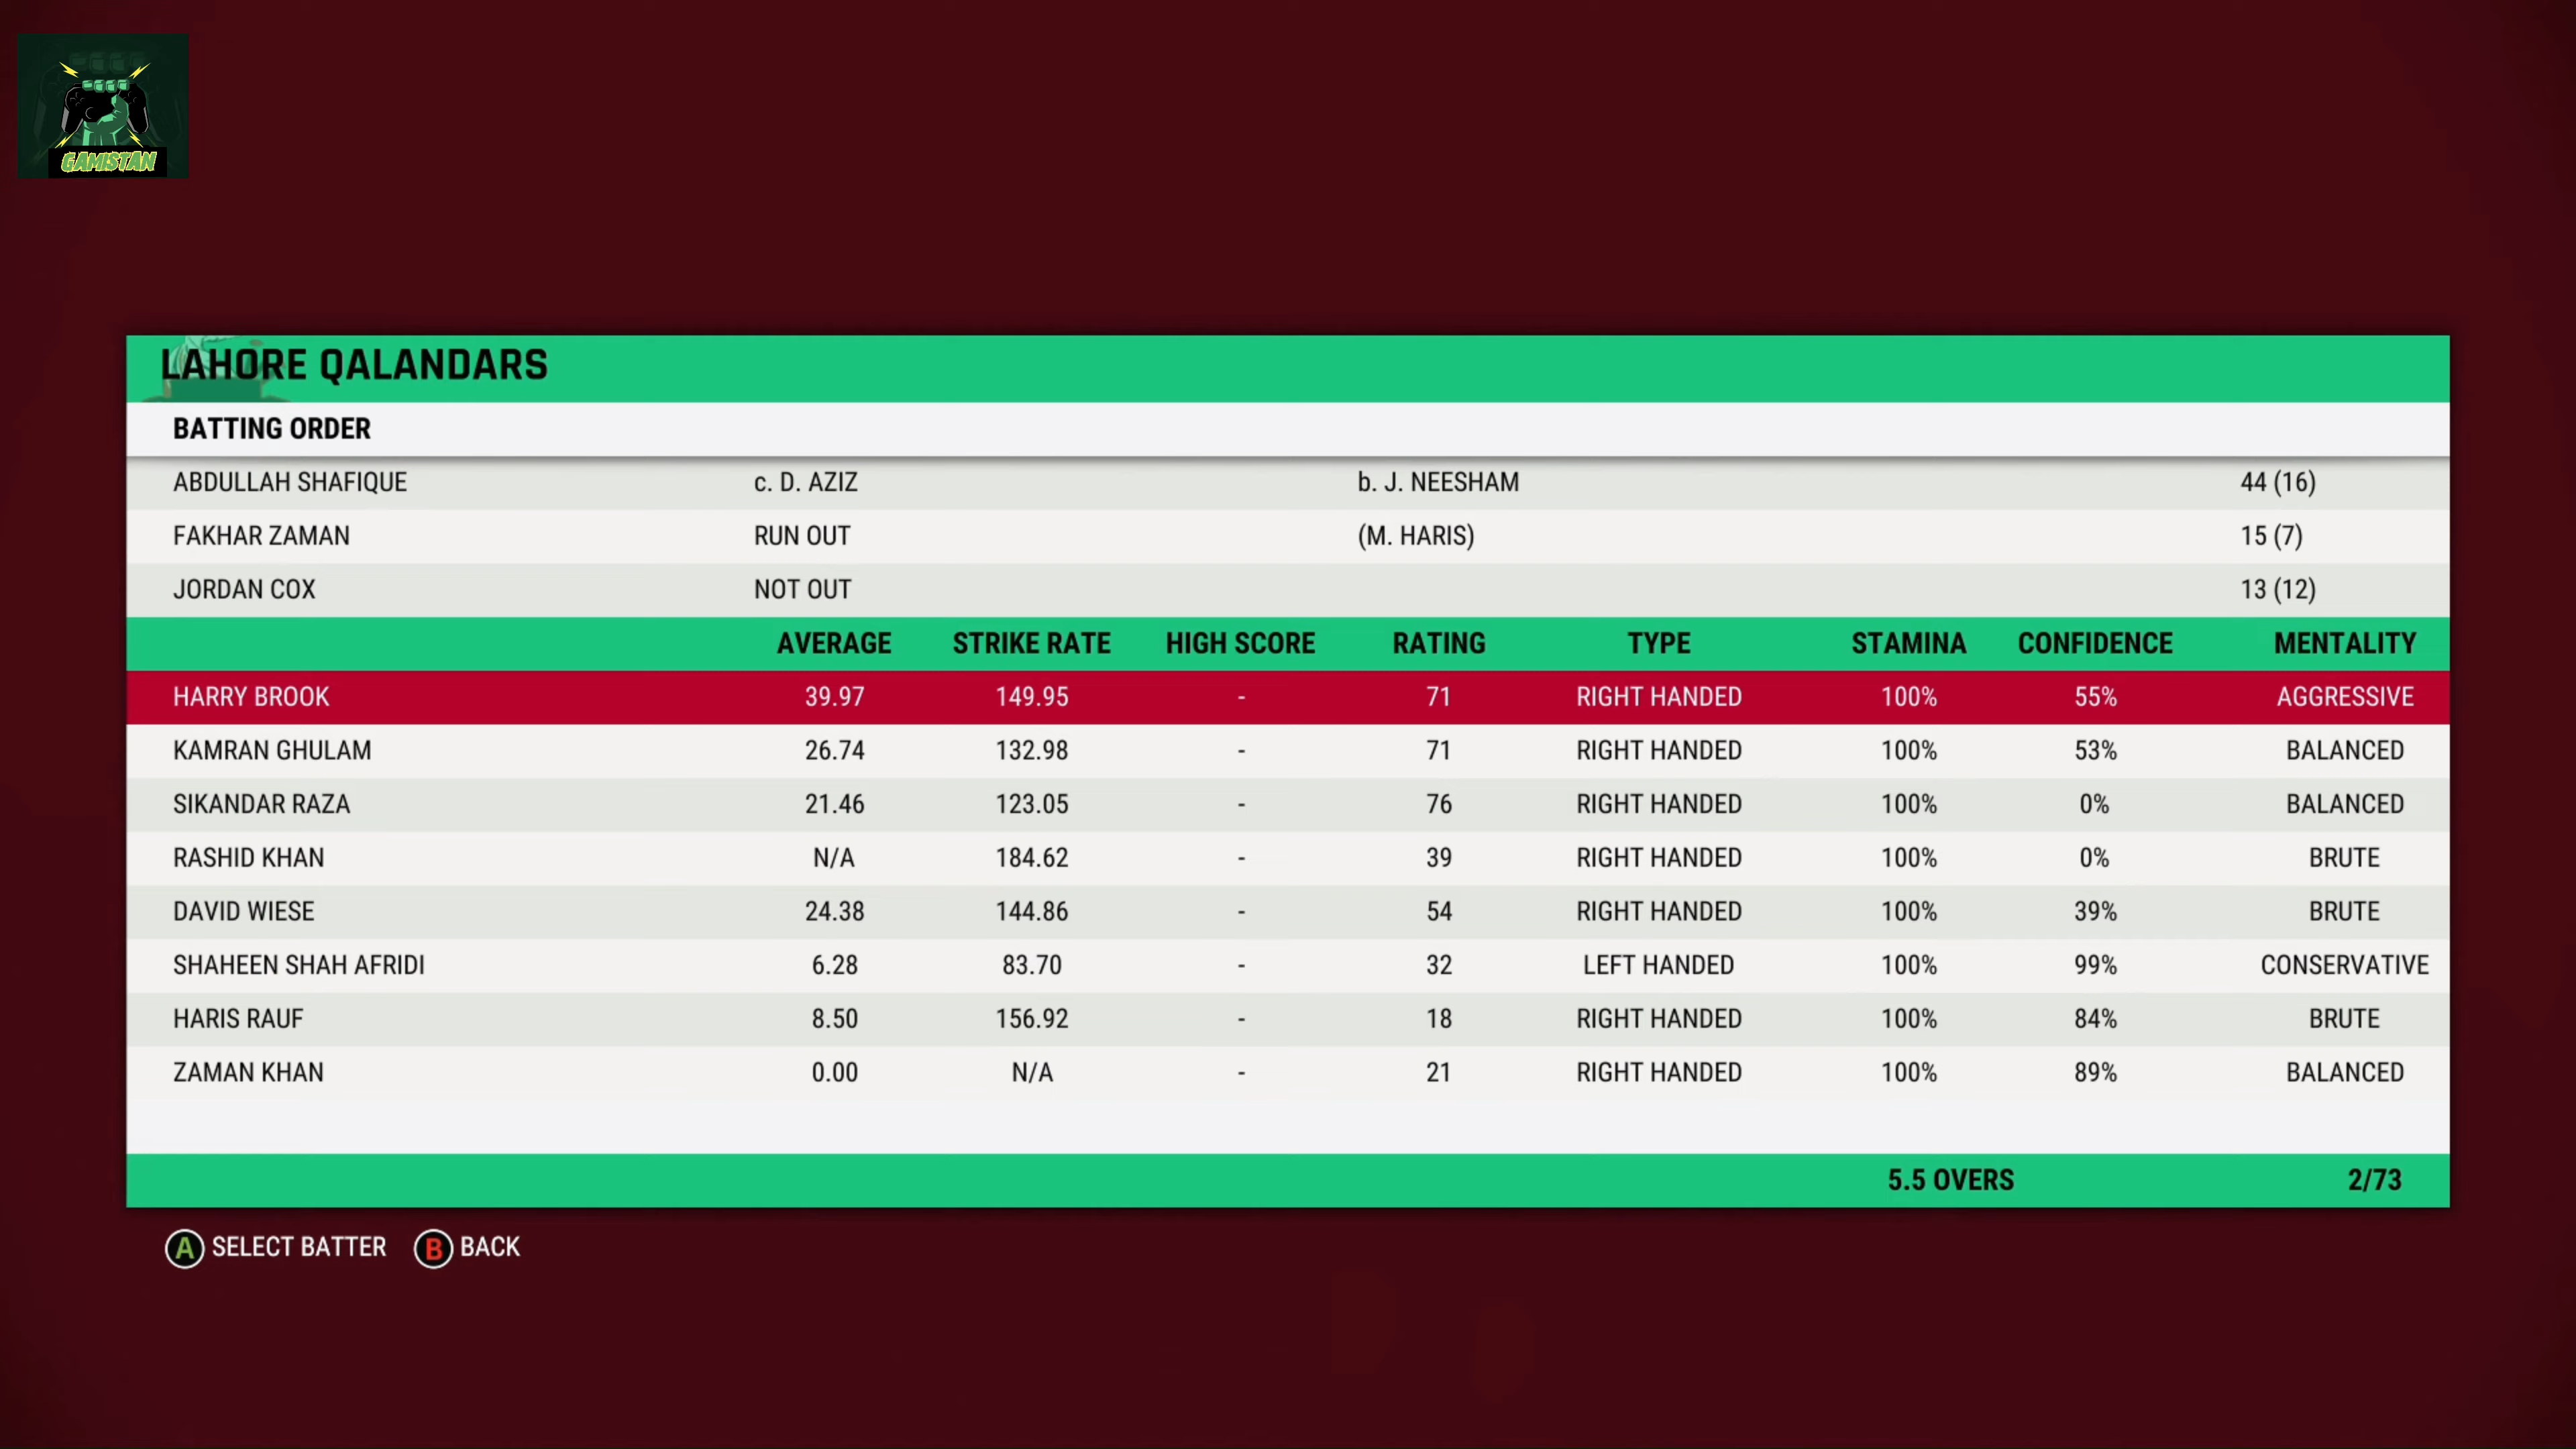 GAMISTAN
LAHORE QALANDARS
BATTING ORDER
ABDULLAH SHAFIQUE c. D. AZIZ b. J. NEESHAM 44 (16)
FAKHAR ZAMAN RUN OUT (M. HARIS) 15 (7)
JORDAN COX NOT OUT 13 (12)
AVERAGE STRIKE RATE HIGH SCORE RATING TYPE STAMINA CONFIDENCE MENTALITY
HARRY BROOK 39.97 149.95 - 71 RIGHT HANDED 100% 55% AGGRESSIVE
KAMRAN GHULAM 26.74 132.98 - 71 RIGHT HANDED 100% 53% BALANCED
SIKANDAR RAZA 21.46 123.05 - 76 RIGHT HANDED 100% 0% BALANCED
RASHID KHAN N/A 184.62 - 39 RIGHT HANDED 100% 0% BRUTE
DAVID WIESE 24.38 144.86 - 54 RIGHT HANDED 100% 39% BRUTE
SHAHEEN SHAH AFRIDI 6.28 83.70 - 32 LEFT HANDED 100% 99% CONSERVATIVE
HARIS RAUF 8.50 156.92 - 18 RIGHT HANDED 100% 84% BRUTE
ZAMAN KHAN 0.00 N/A - 21 RIGHT HANDED 100% 89% BALANCED
5.5 OVERS 2/73
A SELECT BATTER B BACK